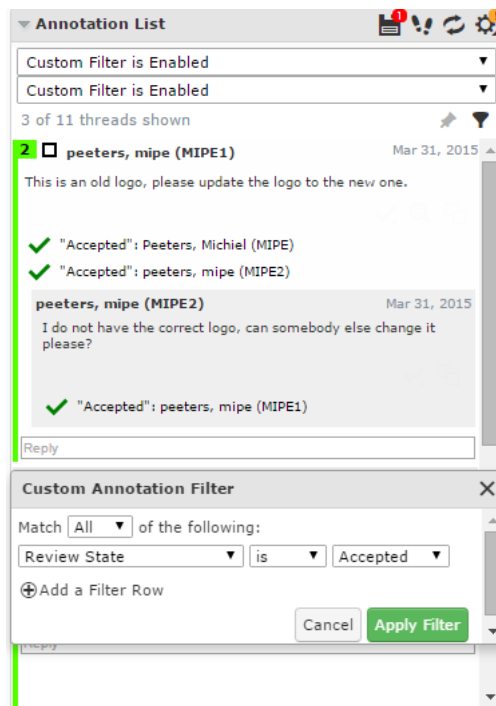 Annotation List
1
Custom Filter is Enabled
Custom Filter is Enabled
3 of 11 threads shown
2 peeters, mipe (MIPE1) Mar 31, 2015
This is an old logo, please update the logo to the new one.
"Accepted": Peeters, Michiel (MIPE)
"Accepted": peeters, mipe (MIPE2)
peeters, mipe (MIPE2) Mar 31, 2015
I do not have the correct logo, can somebody else change it
please?
"Accepted": peeters, mipe (MIPE1)
Reply
Custom Annotation Filter
Match All of the following:
Review State is Accepted
Add a Filter Row
Cancel Apply Filter
Reply